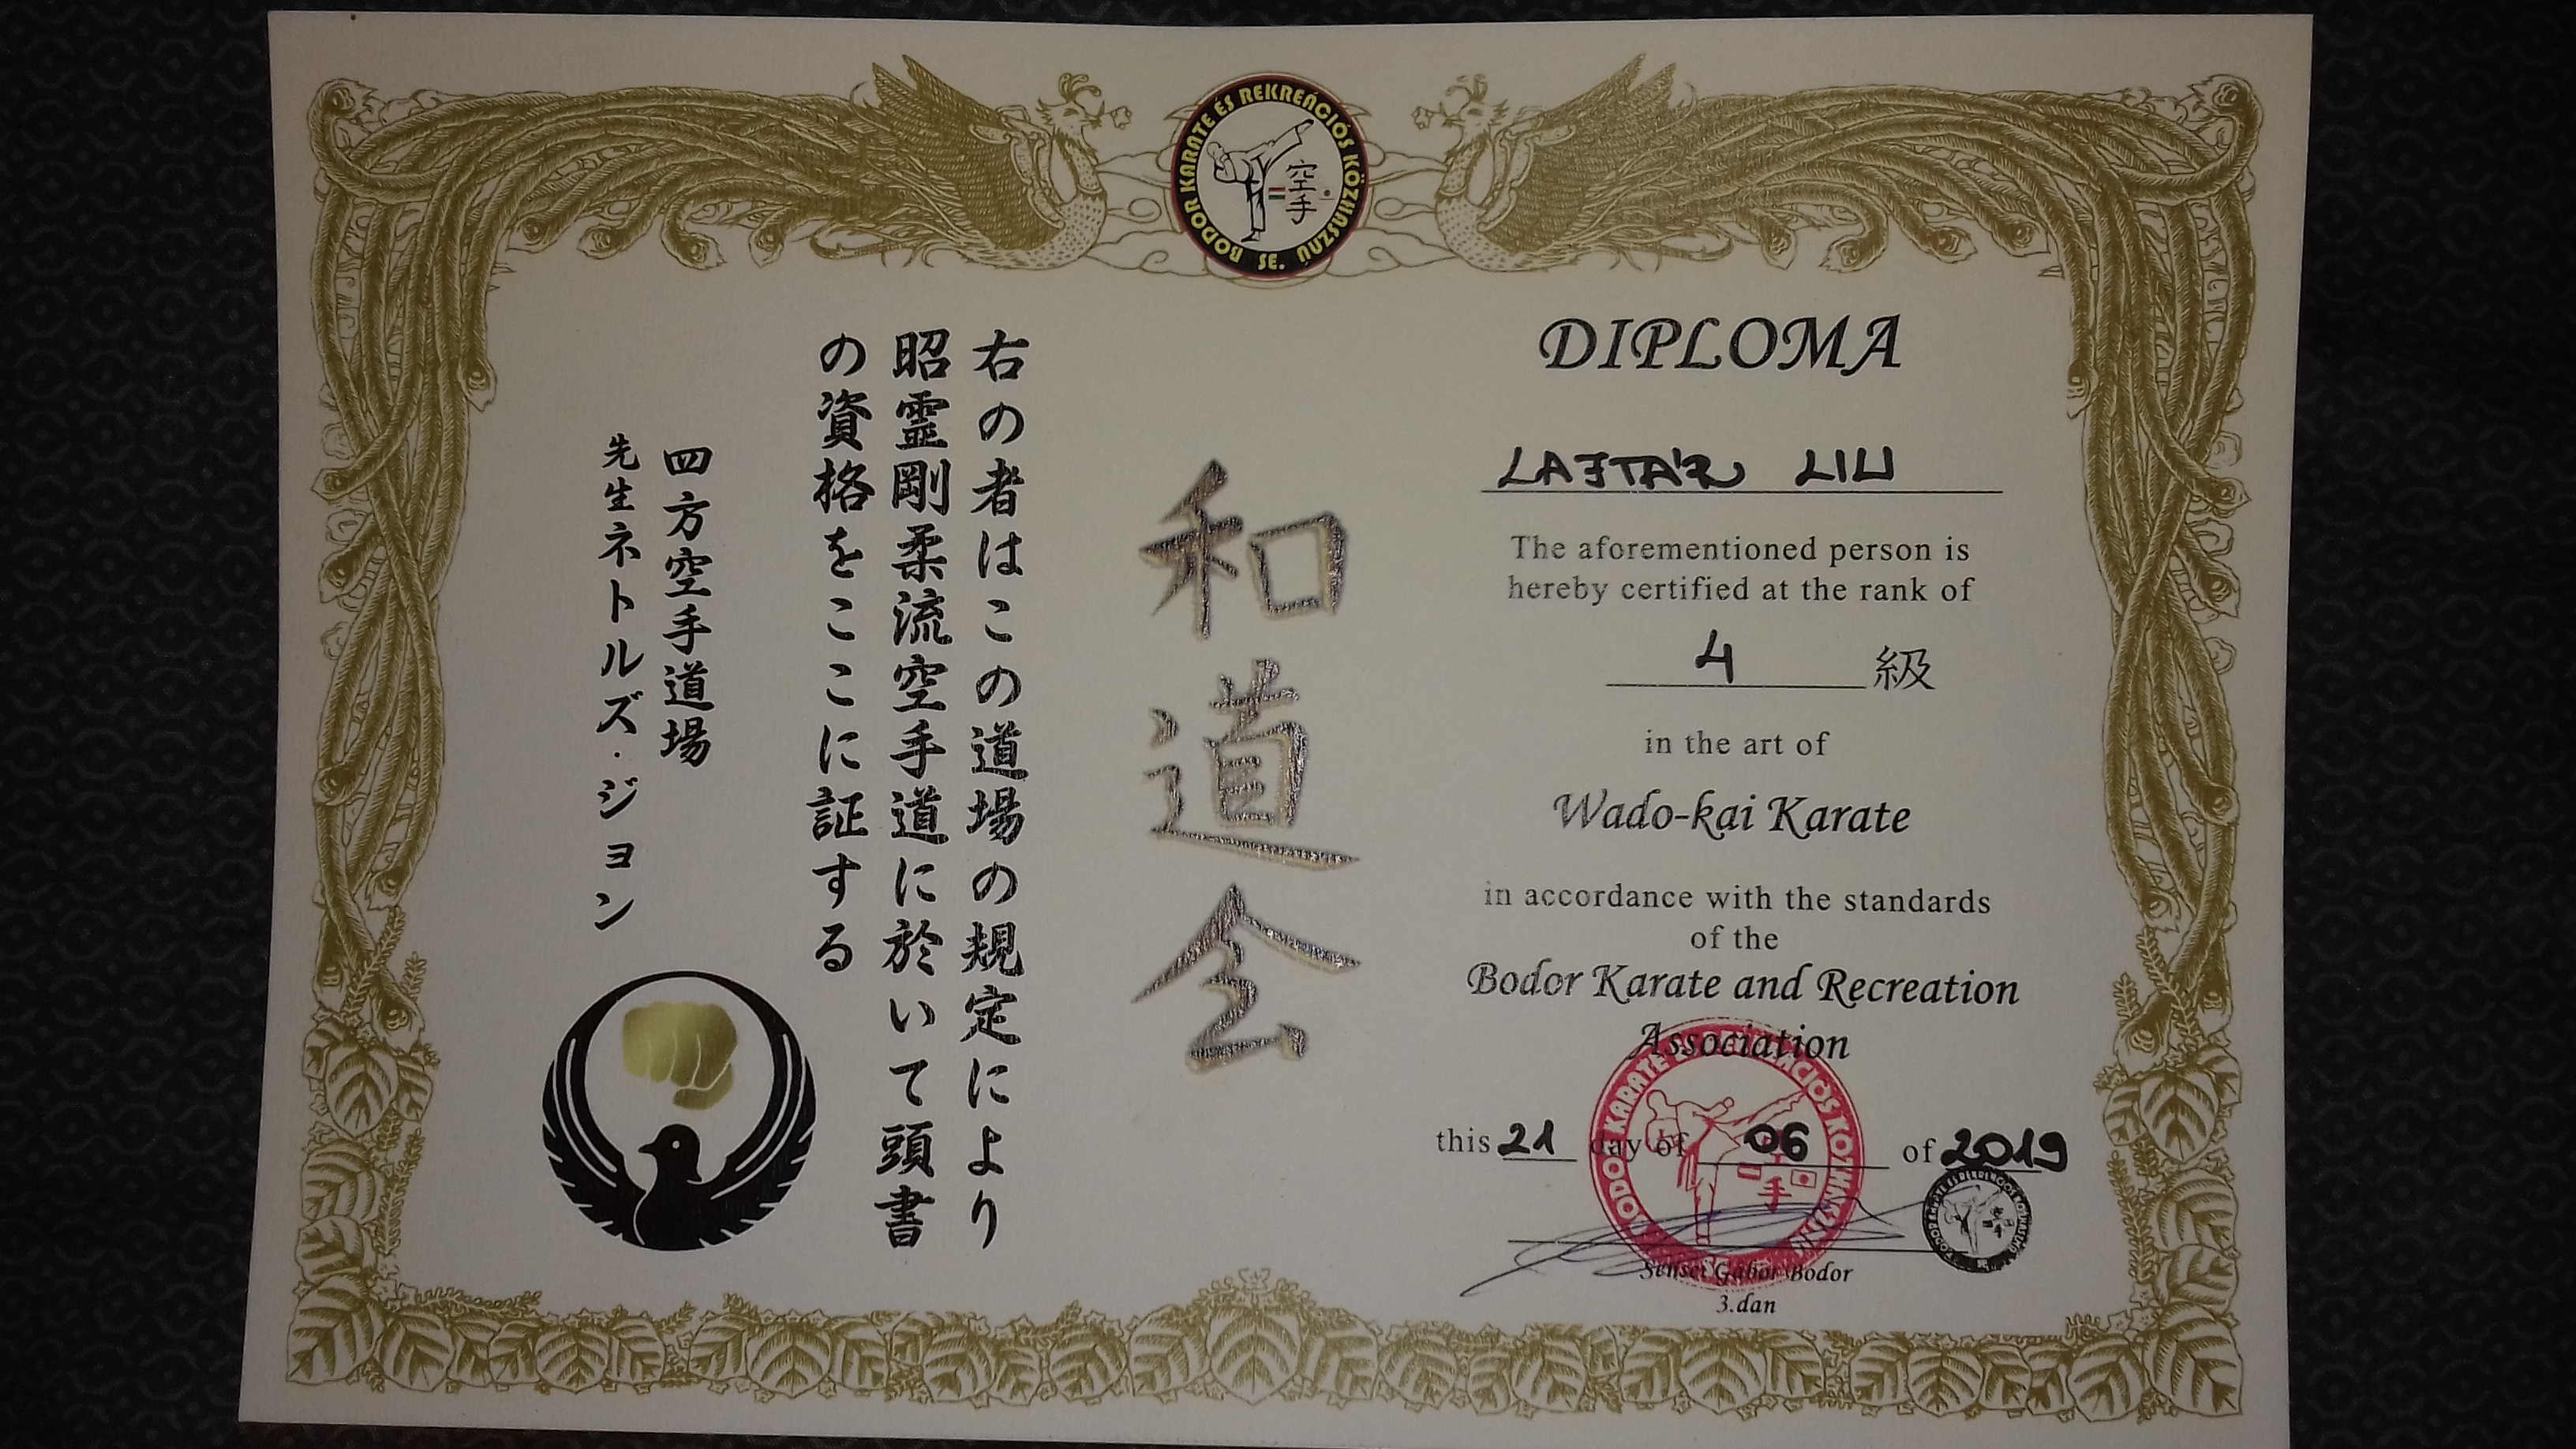 BODOR KARATE ÉS REKREÁCIÓS KÖZHASZNÚ SE.
空手
DIPLOMA
LAJTÁR LILI
The aforementioned person is
hereby certified at the rank of
4 級
in the art of
Wado-kai Karate
in accordance with the standards
of the
Bodor Karate and Recreation
Association
this 21 day of 06 of 2019
Sensei Gábor Bodor
3.dan
和道会
右の者はこの道場の規定により
昭霊剛柔流空手道に於いて頭書
の資格をここに証する
四方空手道場
先生ネトルズ・ジョン